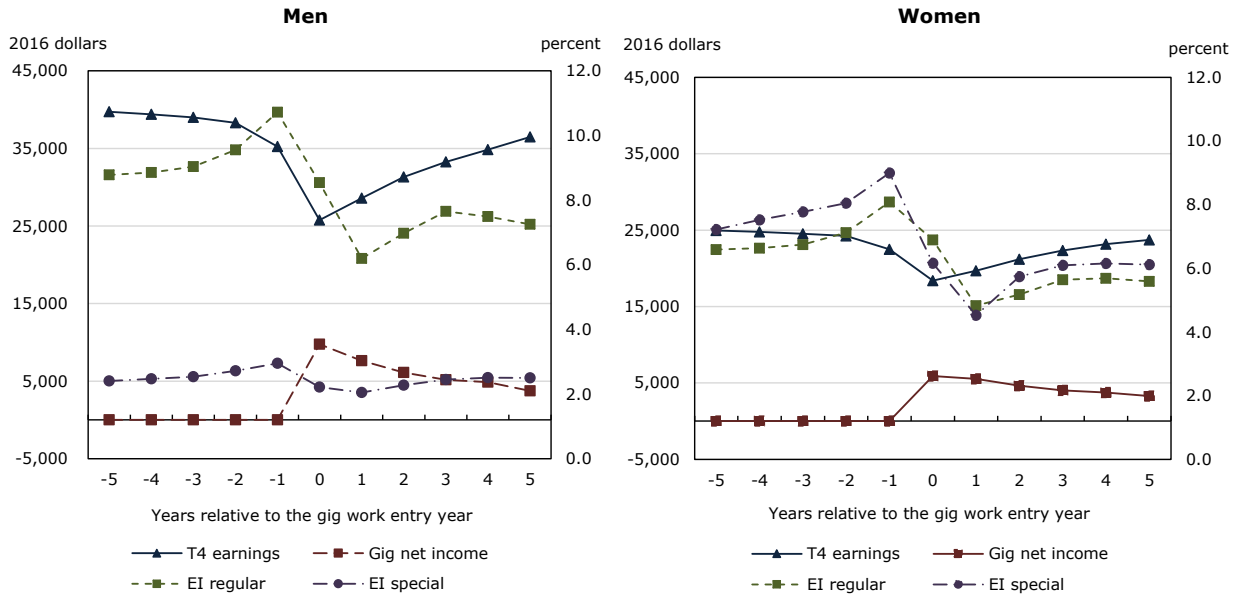 Men
2016 dollars percent
45,000 12.0
35,000 10.0
25,000 8.0
15,000 6.0
5,000 4.0
-5,000 2.0
0.0
-5 -4 -3 -2 -1 0 1 2 3 4 5
Years relative to the gig work entry year
T4 earnings Gig net income
EI regular EI special
Women
2016 dollars percent
45,000 12.0
35,000 10.0
25,000 8.0
15,000 6.0
5,000 4.0
-5,000 2.0
0.0
-5 -4 -3 -2 -1 0 1 2 3 4 5
Years relative to the gig work entry year
T4 earnings Gig net income
EI regular EI special